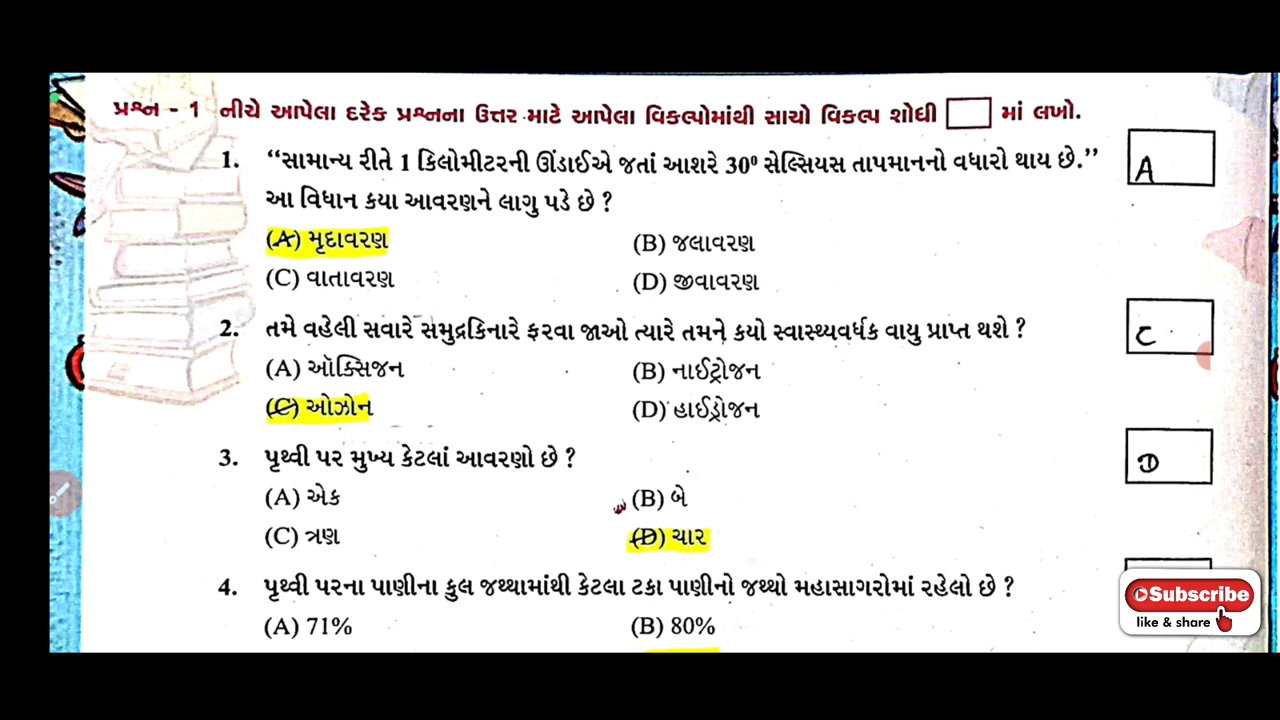 પ્રશ્ન - 1 નીચે આપેલા દરેક પ્રશ્નના ઉત્તર માટે આપેલા વિકલ્પોમાંથી સાચો વિકલ્પ શોધી માં લખો.
1. “સામાન્ય રીતે 1 કિલોમીટરની ઊંડાઈએ જતાં આશરે 30⁰ સેલ્સિયસ તાપમાનનો વધારો થાય છે.” A
આ વિધાન કયા આવરણને લાગુ પડે છે ?
(A) મૃદાવરણ (B) જલાવરણ
(C) વાતાવરણ (D) જીવાવરણ
2. તમે વહેલી સવારે સમુદ્રકિનારે ફરવા જાઓ ત્યારે તમને કયો સ્વાસ્થ્યવર્ધક વાયુ પ્રાપ્ત થશે ? C
(A) ઑક્સિજન (B) નાઈટ્રોજન
(C) ઓઝોન (D) હાઈડ્રોજન
3. પૃથ્વી પર મુખ્ય કેટલાં આવરણો છે ? D
(A) એક (B) બે
(C) ત્રણ (D) ચાર
4. પૃથ્વી પરના પાણીના કુલ જથ્થામાંથી કેટલા ટકા પાણીનો જથ્થો મહાસાગરોમાં રહેલો છે ?
(A) 71% (B) 80%
Subscribe
like & share